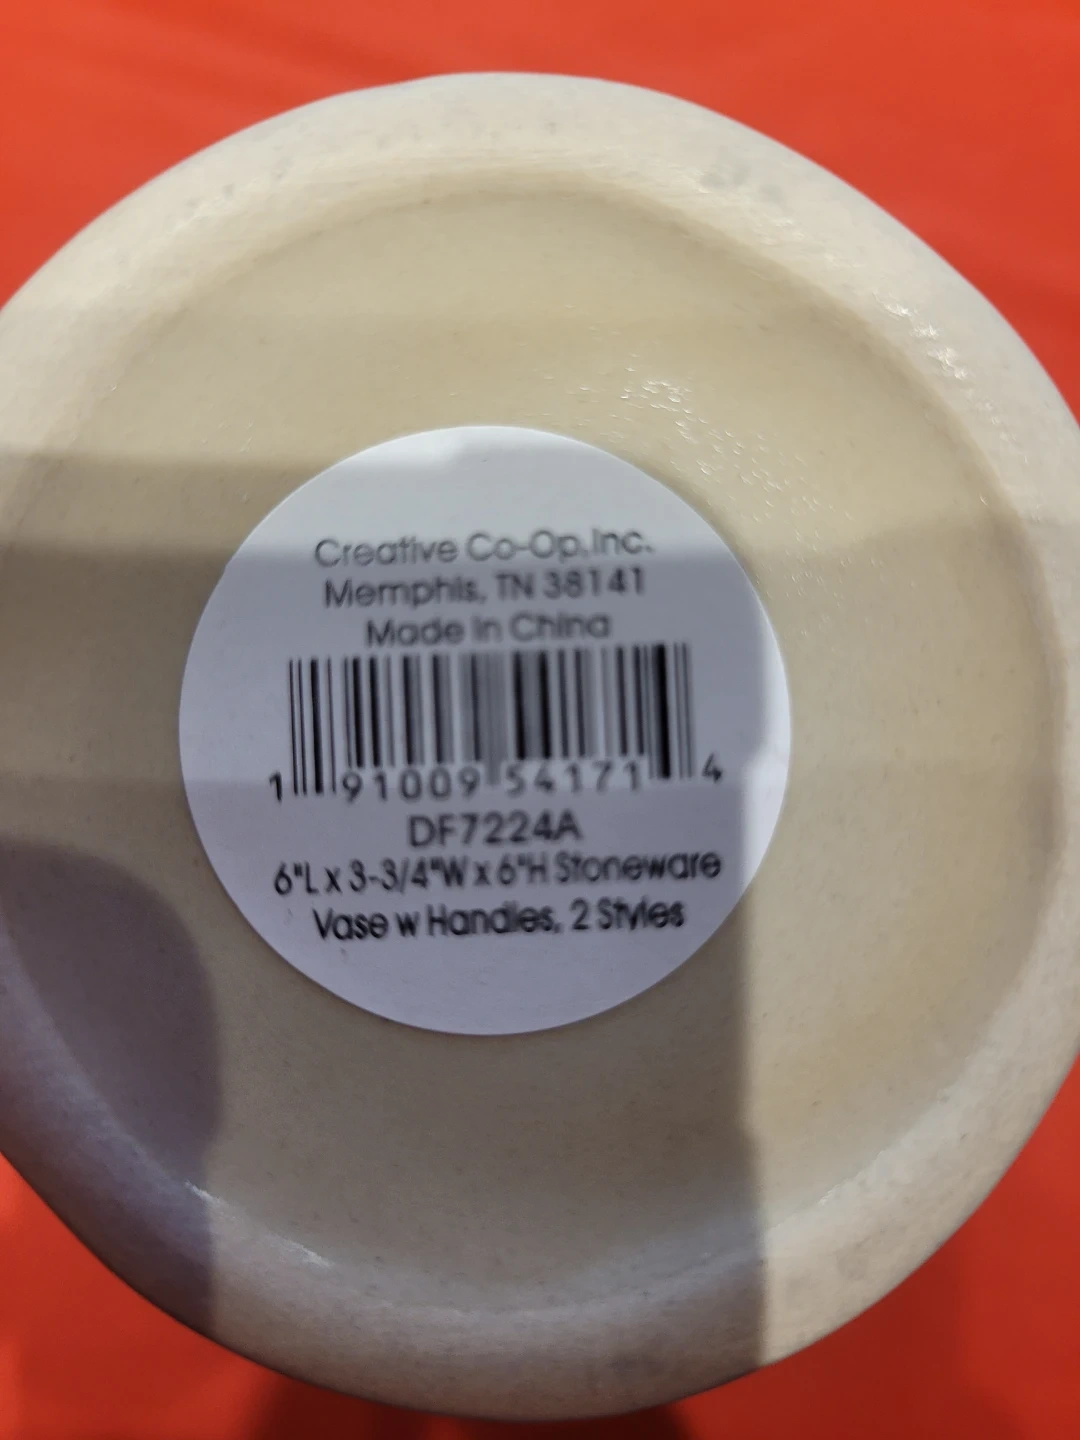 Creative Co-Op, Inc.
Memphis, TN 38141
Made in China
1 91009 54171 4
DF7224A
6"L x 3-3/4"W x 6"H Stoneware
Vase w Handles, 2 Styles